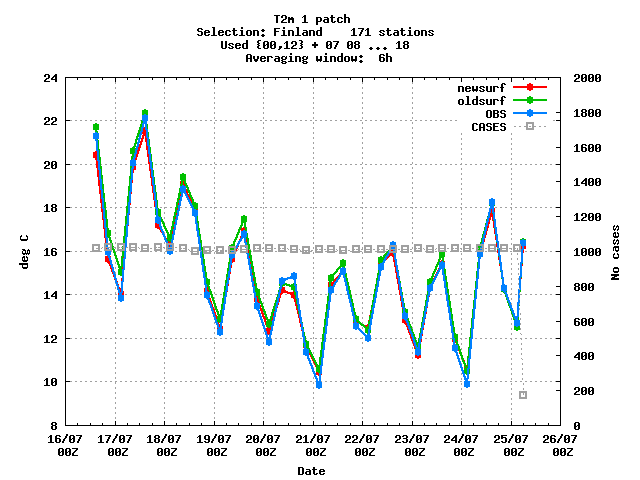 T2m 1 patch
Selection: Finland    171 stations
Used {00,12} + 07 08 ... 18
Averaging window:  6h
24 2000
newsurf
oldsurf
OBS
CASES
22 1800
1600
20
1400
18 1200
16 1000
14 800
600
12
400
10
200
8 0
deg C
No cases
16/07 17/07 18/07 19/07 20/07 21/07 22/07 23/07 24/07 25/07 26/07
00Z 00Z 00Z 00Z 00Z 00Z 00Z 00Z 00Z 00Z 00Z
Date